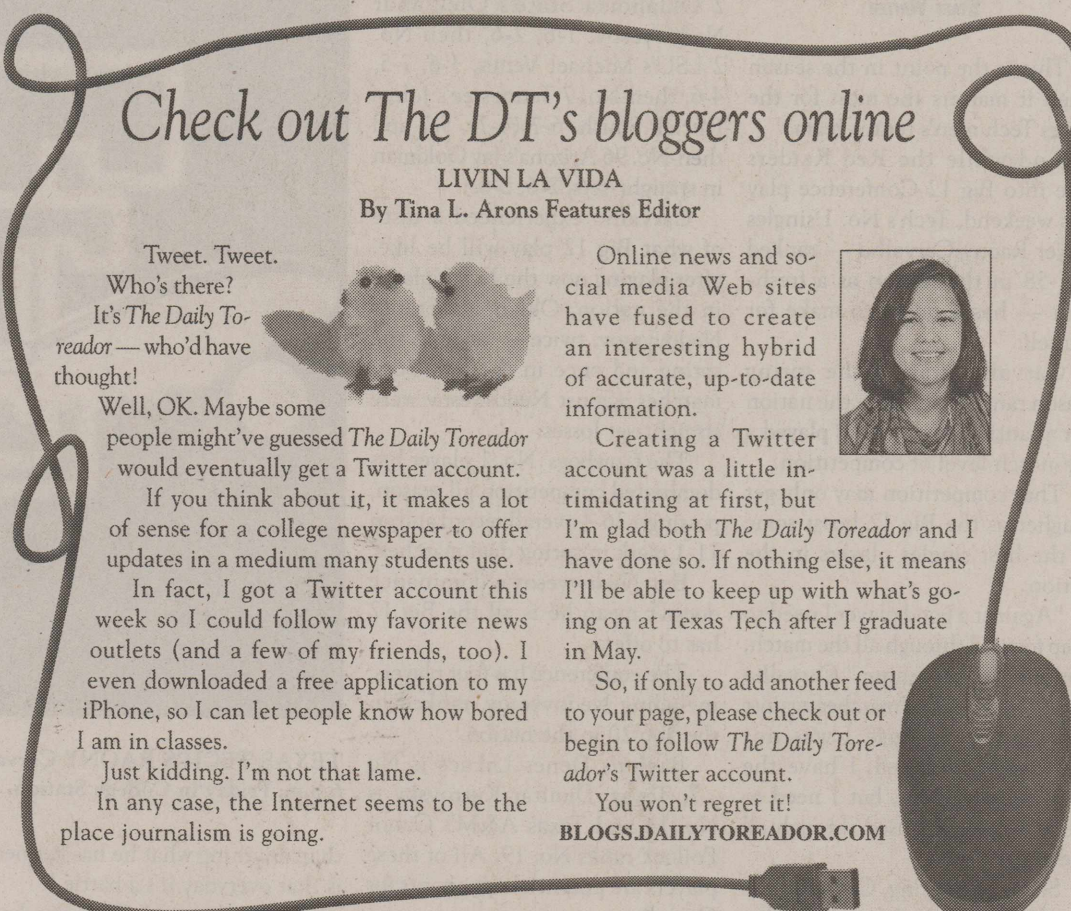 Check out The DT's bloggers online
LIVIN LA VIDA
By Tina L. Arons Features Editor
Tweet. Tweet.
Who's there?
It's The Daily To-
reador — who'd have
thought!
Well, OK. Maybe some
people might've guessed The Daily Toreador
would eventually get a Twitter account.
If you think about it, it makes a lot
of sense for a college newspaper to offer
updates in a medium many students use.
In fact, I got a Twitter account this
week so I could follow my favorite news
outlets (and a few of my friends, too). I
even downloaded a free application to my
iPhone, so I can let people know how bored
I am in classes.
Just kidding. I'm not that lame.
In any case, the Internet seems to be the
place journalism is going.
Online news and so-
cial media Web sites
have fused to create
an interesting hybrid
of accurate, up-to-date
information.
Creating a Twitter
account was a little in-
timidating at first, but
I'm glad both The Daily Toreador and I
have done so. If nothing else, it means
I'll be able to keep up with what's go-
ing on at Texas Tech after I graduate
in May.
So, if only to add another feed
to your page, please check out or
begin to follow The Daily Tore-
ador's Twitter account.
You won't regret it!
BLOGS.DAILYTOREADOR.COM